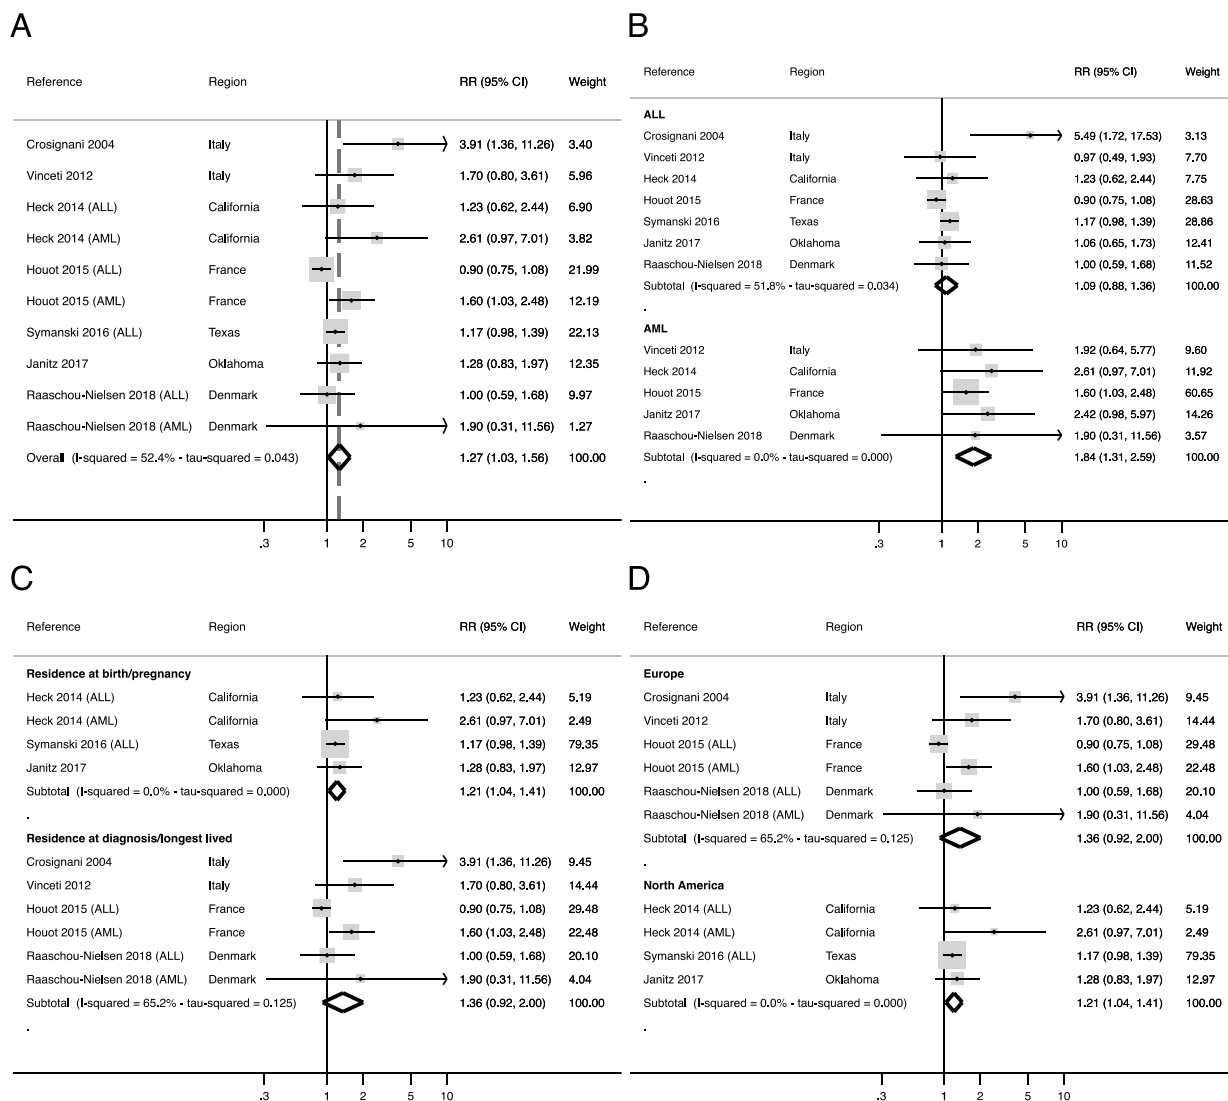 A
Reference Region RR (95% CI) Weight
Crosignani 2004 Italy 3.91 (1.36, 11.26) 3.40
Vinceti 2012 Italy 1.70 (0.80, 3.61) 5.96
Heck 2014 (ALL) California 1.23 (0.62, 2.44) 6.90
Heck 2014 (AML) California 2.61 (0.97, 7.01) 3.82
Houot 2015 (ALL) France 0.90 (0.75, 1.08) 21.99
Houot 2015 (AML) France 1.60 (1.03, 2.48) 12.19
Symanski 2016 (ALL) Texas 1.17 (0.98, 1.39) 22.13
Janitz 2017 Oklahoma 1.28 (0.83, 1.97) 12.35
Raaschou-Nielsen 2018 (ALL) Denmark 1.00 (0.59, 1.68) 9.97
Raaschou-Nielsen 2018 (AML) Denmark 1.90 (0.31, 11.56) 1.27
Overall (I-squared = 52.4% - tau-squared = 0.043) 1.27 (1.03, 1.56) 100.00
.3 1 2 5 10
B
Reference Region RR (95% CI) Weight
ALL
Crosignani 2004 Italy 5.49 (1.72, 17.53) 3.13
Vinceti 2012 Italy 0.97 (0.49, 1.93) 7.70
Heck 2014 California 1.23 (0.62, 2.44) 7.75
Houot 2015 France 0.90 (0.75, 1.08) 28.63
Symanski 2016 Texas 1.17 (0.98, 1.39) 28.86
Janitz 2017 Oklahoma 1.06 (0.65, 1.73) 12.41
Raaschou-Nielsen 2018 Denmark 1.00 (0.59, 1.68) 11.52
Subtotal (I-squared = 51.8% - tau-squared = 0.034) 1.09 (0.88, 1.36) 100.00
.
AML
Vinceti 2012 Italy 1.92 (0.64, 5.77) 9.60
Heck 2014 California 2.61 (0.97, 7.01) 11.92
Houot 2015 France 1.60 (1.03, 2.48) 60.65
Janitz 2017 Oklahoma 2.42 (0.98, 5.97) 14.26
Raaschou-Nielsen 2018 Denmark 1.90 (0.31, 11.56) 3.57
Subtotal (I-squared = 0.0% - tau-squared = 0.000) 1.84 (1.31, 2.59) 100.00
.
.3 1 2 5 10
C
Reference Region RR (95% CI) Weight
Residence at birth/pregnancy
Heck 2014 (ALL) California 1.23 (0.62, 2.44) 5.19
Heck 2014 (AML) California 2.61 (0.97, 7.01) 2.49
Symanski 2016 (ALL) Texas 1.17 (0.98, 1.39) 79.35
Janitz 2017 Oklahoma 1.28 (0.83, 1.97) 12.97
Subtotal (I-squared = 0.0% - tau-squared = 0.000) 1.21 (1.04, 1.41) 100.00
.
Residence at diagnosis/longest lived
Crosignani 2004 Italy 3.91 (1.36, 11.26) 9.45
Vinceti 2012 Italy 1.70 (0.80, 3.61) 14.44
Houot 2015 (ALL) France 0.90 (0.75, 1.08) 29.48
Houot 2015 (AML) France 1.60 (1.03, 2.48) 22.48
Raaschou-Nielsen 2018 (ALL) Denmark 1.00 (0.59, 1.68) 20.10
Raaschou-Nielsen 2018 (AML) Denmark 1.90 (0.31, 11.56) 4.04
Subtotal (I-squared = 65.2% - tau-squared = 0.125) 1.36 (0.92, 2.00) 100.00
.
.3 1 2 5 10
D
Reference Region RR (95% CI) Weight
Europe
Crosignani 2004 Italy 3.91 (1.36, 11.26) 9.45
Vinceti 2012 Italy 1.70 (0.80, 3.61) 14.44
Houot 2015 (ALL) France 0.90 (0.75, 1.08) 29.48
Houot 2015 (AML) France 1.60 (1.03, 2.48) 22.48
Raaschou-Nielsen 2018 (ALL) Denmark 1.00 (0.59, 1.68) 20.10
Raaschou-Nielsen 2018 (AML) Denmark 1.90 (0.31, 11.56) 4.04
Subtotal (I-squared = 65.2% - tau-squared = 0.125) 1.36 (0.92, 2.00) 100.00
.
North America
Heck 2014 (ALL) California 1.23 (0.62, 2.44) 5.19
Heck 2014 (AML) California 2.61 (0.97, 7.01) 2.49
Symanski 2016 (ALL) Texas 1.17 (0.98, 1.39) 79.35
Janitz 2017 Oklahoma 1.28 (0.83, 1.97) 12.97
Subtotal (I-squared = 0.0% - tau-squared = 0.000) 1.21 (1.04, 1.41) 100.00
.
.3 1 2 5 10